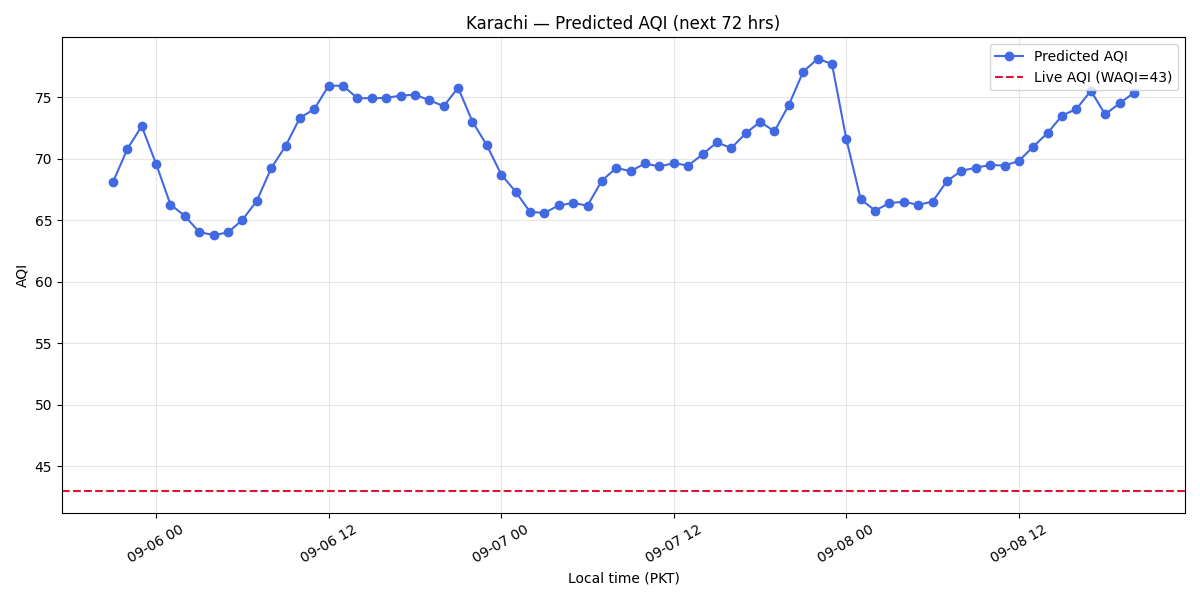 Karachi — Predicted AQI (next 72 hrs)
Predicted AQI
Live AQI (WAQI=43)
AQI
75
70
65
60
55
50
45
09-06 00
09-06 12
09-07 00
09-07 12
09-08 00
09-08 12
Local time (PKT)